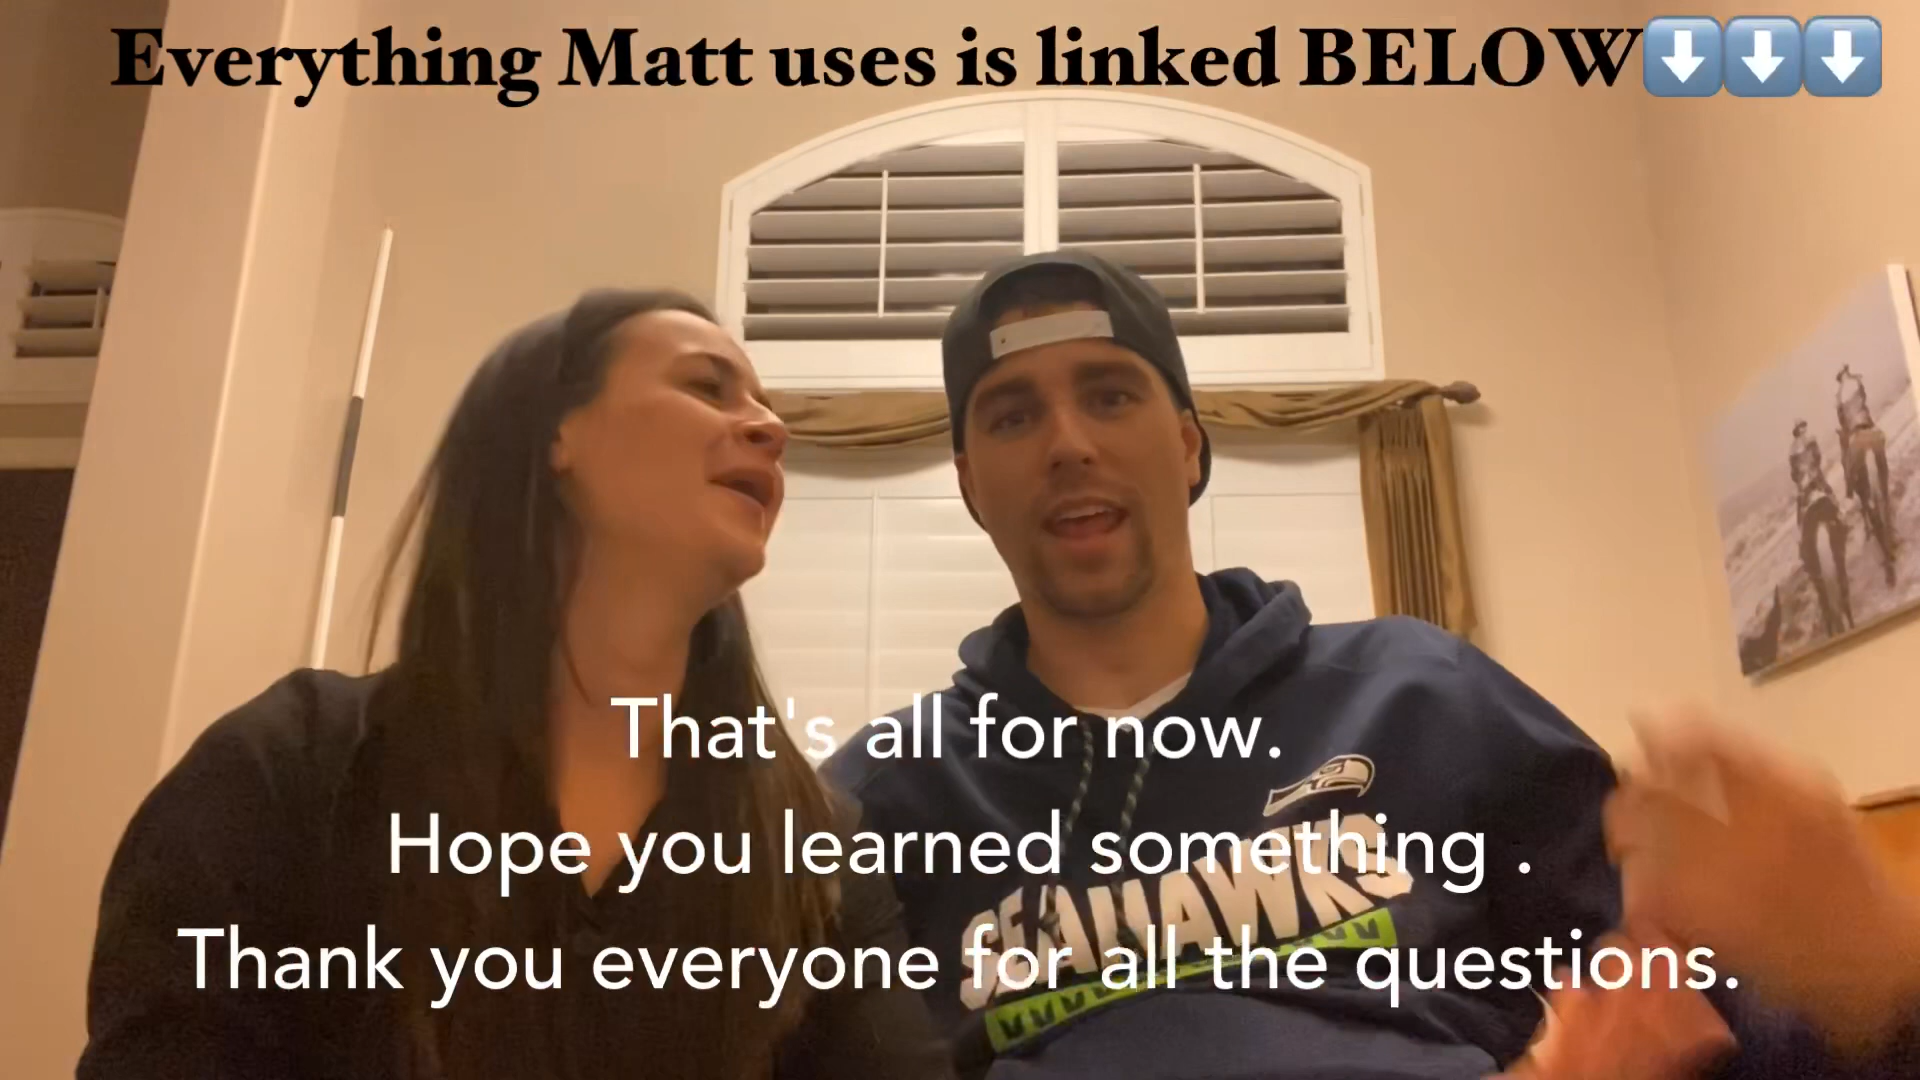 Everything Matt uses is linked BELOW⬇️⬇️⬇️
That's all for now.
Hope you learned something .
SEAHAWKS
Thank you everyone for all the questions.